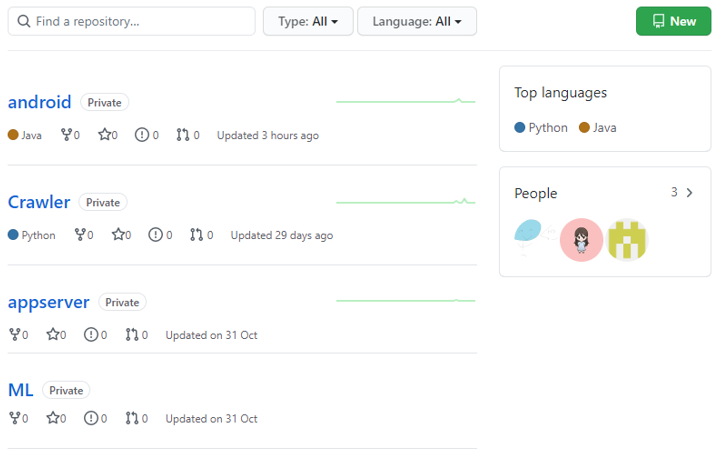 Find a repository...
Type: All
Language: All
New
android Private
Java 0 0 0 0 Updated 3 hours ago
Crawler Private
Python 0 0 0 0 Updated 29 days ago
appserver Private
0 0 0 0 Updated on 31 Oct
ML Private
0 0 0 0 Updated on 31 Oct
Top languages
Python Java
People 3